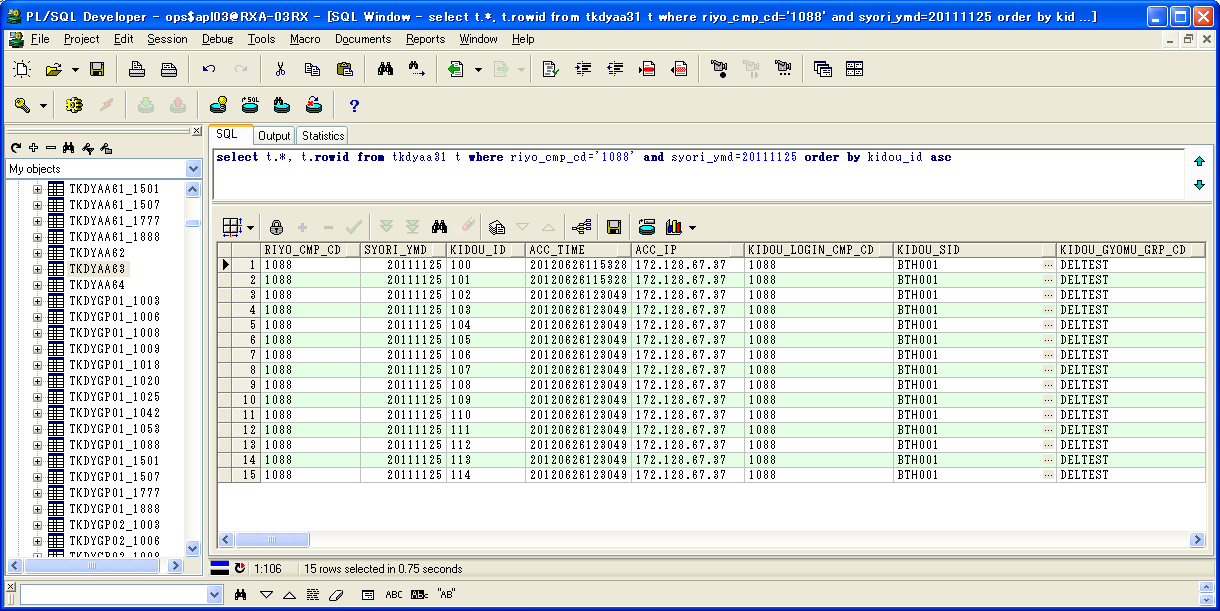 PL/SQL Developer - ops$apl03@RXA-03RX - [SQL Window - select t.*, t.rowid from tkdyaa31 t where riyo_cmp_cd='1088' and syori_ymd=20111125 order by kid ...]
File Project Edit Session Debug Tools Macro Documents Reports Window Help
SQL
?
SQL Output Statistics
My objects
select t.*, t.rowid from tkdyaa31 t where riyo_cmp_cd='1088' and syori_ymd=20111125 order by kidou_id asc
TKDYAA61_1501
TKDYAA61_1507
TKDYAA61_1777
TKDYAA61_1888
TKDYAA62
TKDYAA63
TKDYAA64
TKDYGP01_1003
TKDYGP01_1006
TKDYGP01_1008
TKDYGP01_1009
TKDYGP01_1018
TKDYGP01_1020
TKDYGP01_1025
TKDYGP01_1042
TKDYGP01_1053
TKDYGP01_1088
TKDYGP01_1501
TKDYGP01_1507
TKDYGP01_1777
TKDYGP01_1888
TKDYGP02_1003
TKDYGP02_1006
TKDYGP02_1008
RIYO_CMP_CD SYORI_YMD KIDOU_ID ACC_TIME ACC_IP KIDOU_LOGIN_CMP_CD KIDOU_SID KIDOU_GYOMU_GRP_CD
1 1088 20111125 100 20120626115328 172.128.67.37 1088 BTH001 ... DELTEST
2 1088 20111125 101 20120626115328 172.128.67.37 1088 BTH001 ... DELTEST
3 1088 20111125 102 20120626123049 172.128.67.37 1088 BTH001 ... DELTEST
4 1088 20111125 103 20120626123049 172.128.67.37 1088 BTH001 ... DELTEST
5 1088 20111125 104 20120626123049 172.128.67.37 1088 BTH001 ... DELTEST
6 1088 20111125 105 20120626123049 172.128.67.37 1088 BTH001 ... DELTEST
7 1088 20111125 106 20120626123049 172.128.67.37 1088 BTH001 ... DELTEST
8 1088 20111125 107 20120626123049 172.128.67.37 1088 BTH001 ... DELTEST
9 1088 20111125 108 20120626123049 172.128.67.37 1088 BTH001 ... DELTEST
10 1088 20111125 109 20120626123049 172.128.67.37 1088 BTH001 ... DELTEST
11 1088 20111125 110 20120626123049 172.128.67.37 1088 BTH001 ... DELTEST
12 1088 20111125 111 20120626123049 172.128.67.37 1088 BTH001 ... DELTEST
13 1088 20111125 112 20120626123049 172.128.67.37 1088 BTH001 ... DELTEST
14 1088 20111125 113 20120626123049 172.128.67.37 1088 BTH001 ... DELTEST
15 1088 20111125 114 20120626123049 172.128.67.37 1088 BTH001 ... DELTEST
1:106 15 rows selected in 0.75 seconds
ABC "AB"